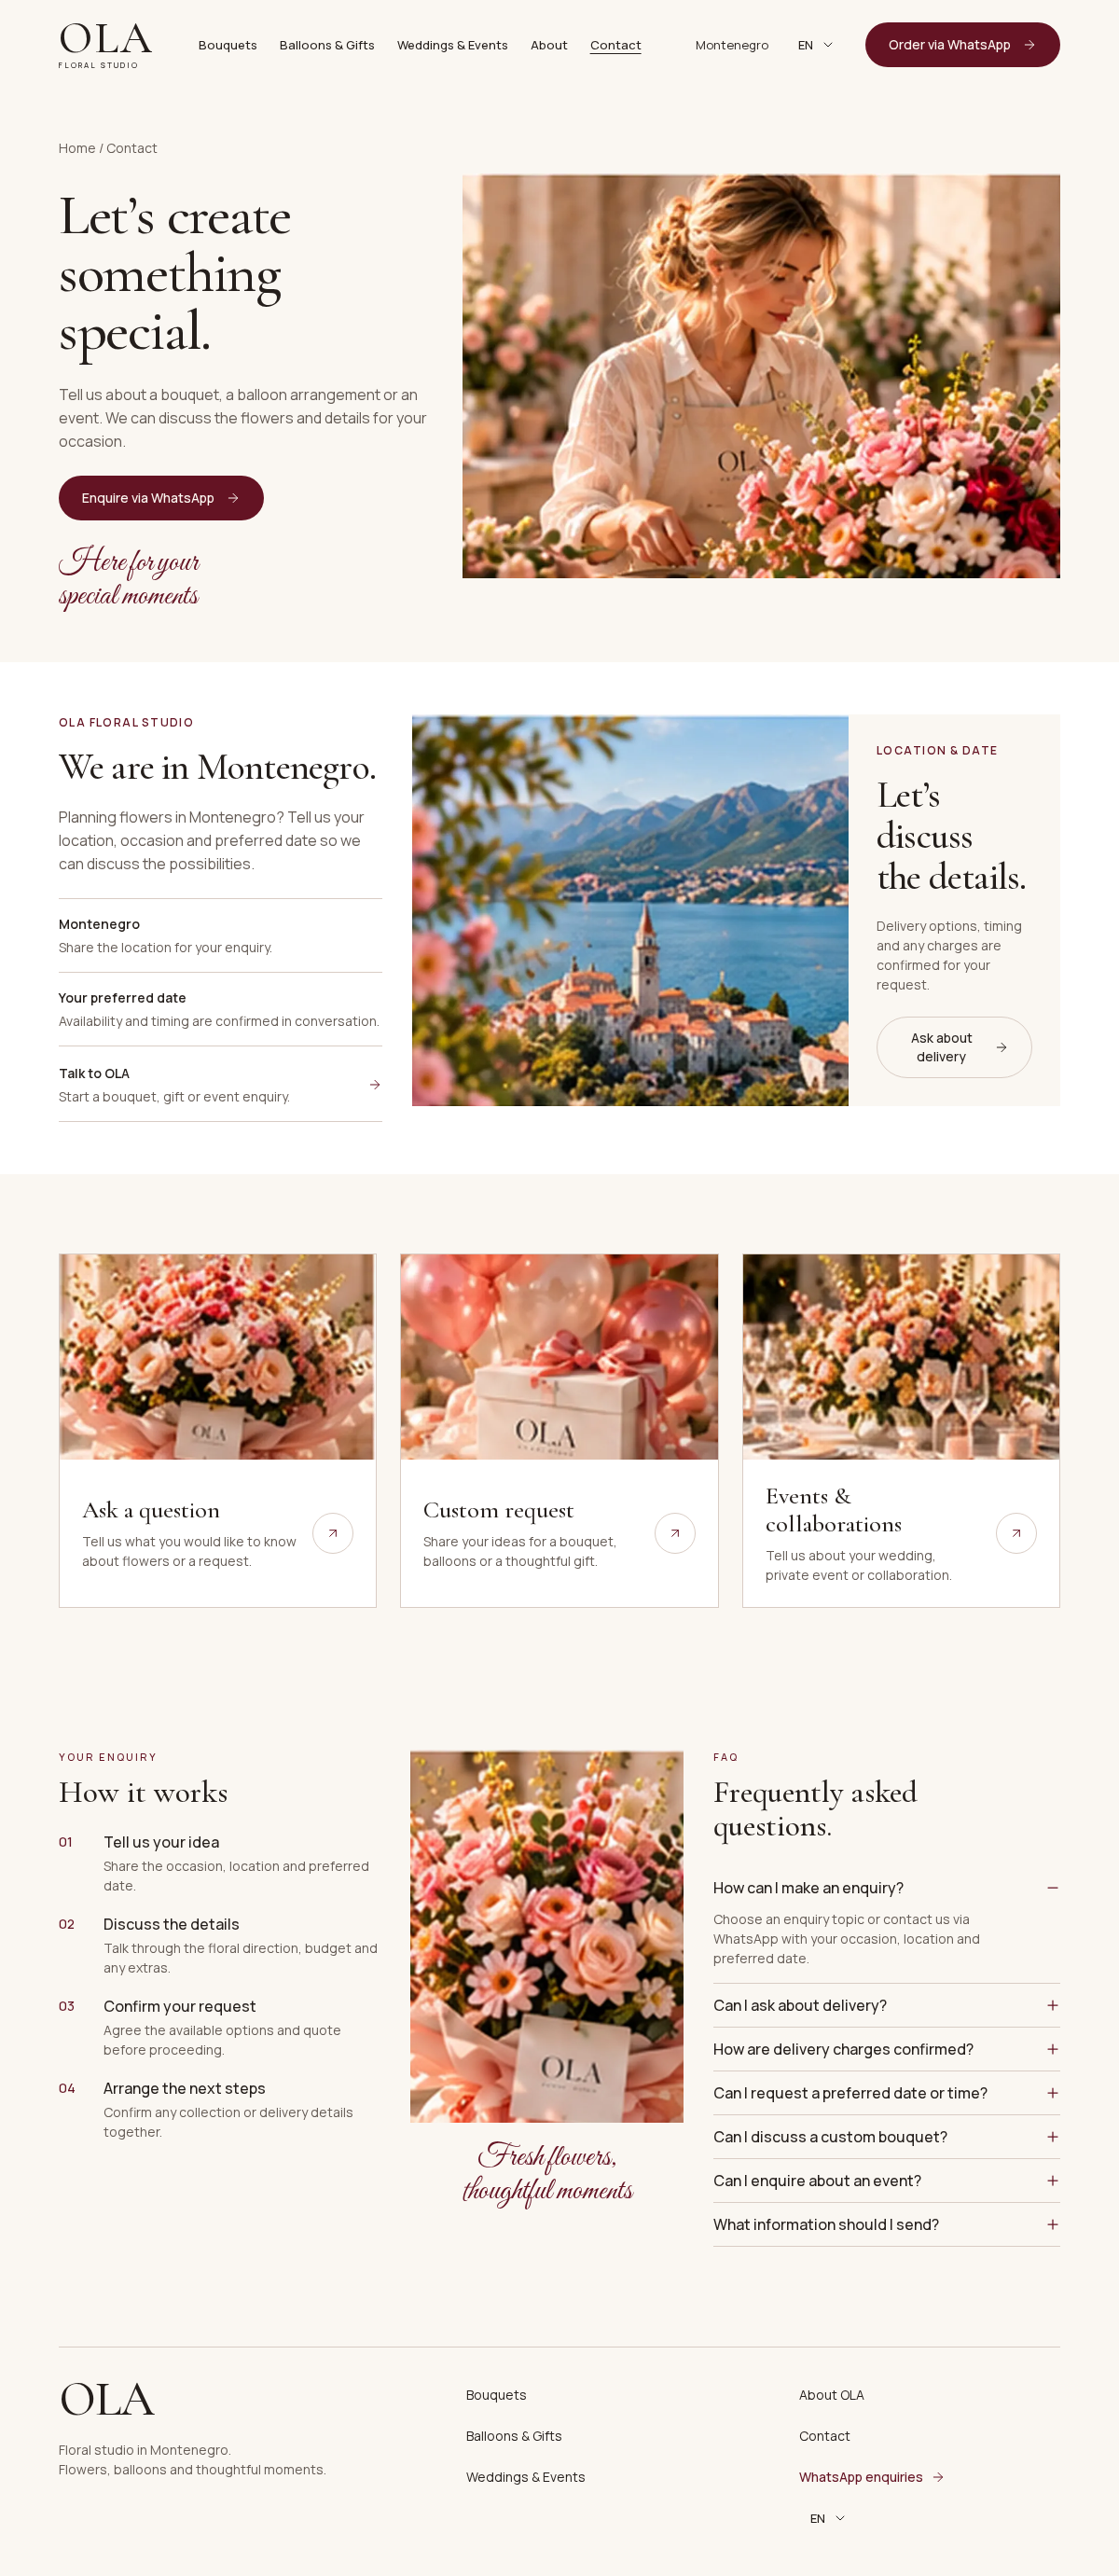 OLA
FLORAL STUDIO
Bouquets
Balloons & Gifts
Weddings & Events
About
Contact
Montenegro
EN
Order via WhatsApp
Home / Contact
Let’s create
something
special.
Tell us about a bouquet, a balloon arrangement or an
event. We can discuss the flowers and details for your
occasion.
Enquire via WhatsApp
Here for your
special moments
OLA
OLA FLORAL STUDIO
We are in Montenegro.
Planning flowers in Montenegro? Tell us your
location, occasion and preferred date so we
can discuss the possibilities.
Montenegro
Share the location for your enquiry.
Your preferred date
Availability and timing are confirmed in conversation.
Talk to OLA
Start a bouquet, gift or event enquiry.
LOCATION & DATE
Let’s
discuss
the details.
Delivery options, timing
and any charges are
confirmed for your
request.
Ask about
delivery
OLA
Ask a question
Tell us what you would like to know
about flowers or a request.
OLA
Custom request
Share your ideas for a bouquet,
balloons or a thoughtful gift.
Events &
collaborations
Tell us about your wedding,
private event or collaboration.
YOUR ENQUIRY
How it works
01
Tell us your idea
Share the occasion, location and preferred
date.
02
Discuss the details
Talk through the floral direction, budget and
any extras.
03
Confirm your request
Agree the available options and quote
before proceeding.
04
Arrange the next steps
Confirm any collection or delivery details
together.
OLA
Fresh flowers,
thoughtful moments
FAQ
Frequently asked
questions.
How can I make an enquiry?
Choose an enquiry topic or contact us via
WhatsApp with your occasion, location and
preferred date.
Can I ask about delivery?
How are delivery charges confirmed?
Can I request a preferred date or time?
Can I discuss a custom bouquet?
Can I enquire about an event?
What information should I send?
OLA
Floral studio in Montenegro.
Flowers, balloons and thoughtful moments.
Bouquets
Balloons & Gifts
Weddings & Events
About OLA
Contact
WhatsApp enquiries
EN